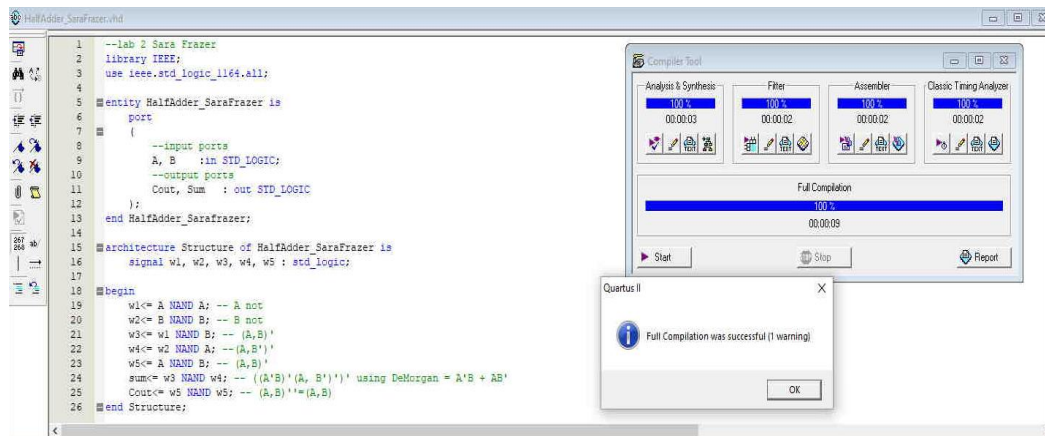 HalfAdder_SaraFrazer.vhd
1 --lab 2 Sara Frazer
2 library IEEE;
3 use ieee.std_logic_1164.all;
4
5 entity HalfAdder_SaraFrazer is
6 port
7 (
8 --input ports
9 A, B :in STD_LOGIC;
10 --output ports
11 Cout, Sum : out STD_LOGIC
12 );
13 end HalfAdder_Sarafrazer;
14
15 architecture Structure of HalfAdder_SaraFrazer is
16 signal w1, w2, w3, w4, w5 : std_logic;
17
18 begin
19 w1<= A NAND A; -- A not
20 w2<= B NAND B; -- B not
21 w3<= w1 NAND B; -- (A,B)'
22 w4<= w2 NAND A; --(A,B')'
23 w5<= A NAND B; -- (A,B)'
24 sum<= w3 NAND w4; -- ((A'B)'(A, B')')' using DeMorgan = A'B + AB'
25 Cout<= w5 NAND w5; -- (A,B)''=(A,B)
26 end Structure;
267
268
ab/
Compiler Tool
Analysis & Synthesis
100 %
00:00:03
Fitter
100 %
00:00:02
Assembler
100 %
00:00:02
Classic Timing Analyzer
100 %
00:00:02
Full Compilation
100 %
00:00:09
Start
Stop
Report
Quartus II
Full Compilation was successful (1 warning)
OK